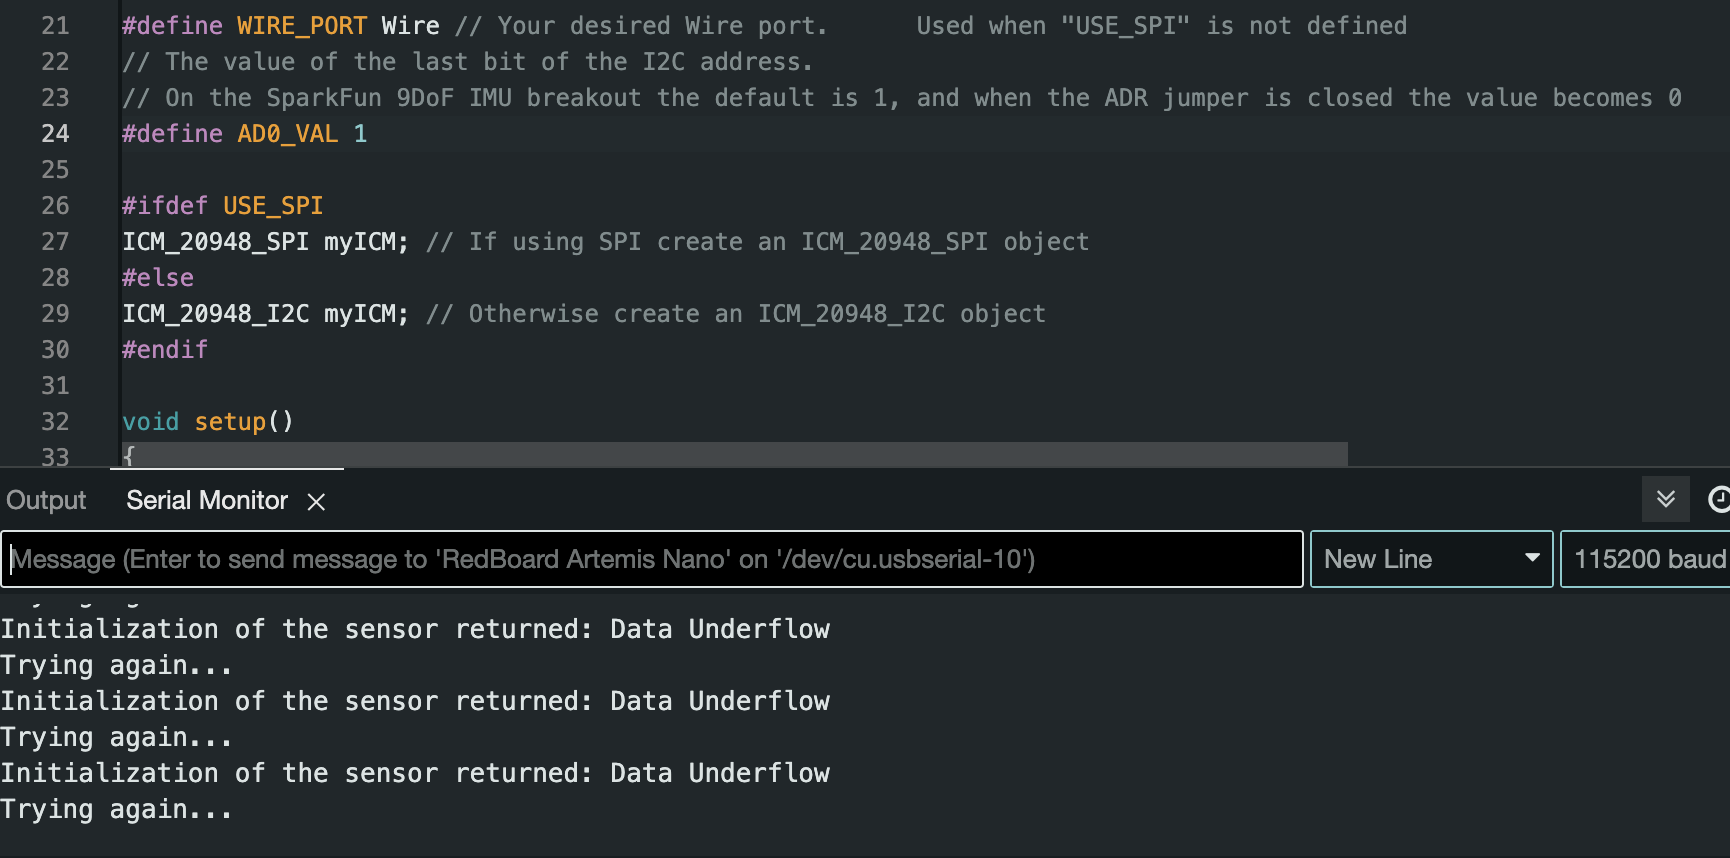 21 #define WIRE_PORT Wire // Your desired Wire port.      Used when "USE_SPI" is not defined
22 // The value of the last bit of the I2C address.
23 // On the SparkFun 9DoF IMU breakout the default is 1, and when the ADR jumper is closed the value becomes 0
24 #define AD0_VAL 1
25
26 #ifdef USE_SPI
27 ICM_20948_SPI myICM; // If using SPI create an ICM_20948_SPI object
28 #else
29 ICM_20948_I2C myICM; // Otherwise create an ICM_20948_I2C object
30 #endif
31
32 void setup()
33 {
Output Serial Monitor
Message (Enter to send message to 'RedBoard Artemis Nano' on '/dev/cu.usbserial-10') New Line 115200 baud
Initialization of the sensor returned: Data Underflow
Trying again...
Initialization of the sensor returned: Data Underflow
Trying again...
Initialization of the sensor returned: Data Underflow
Trying again...